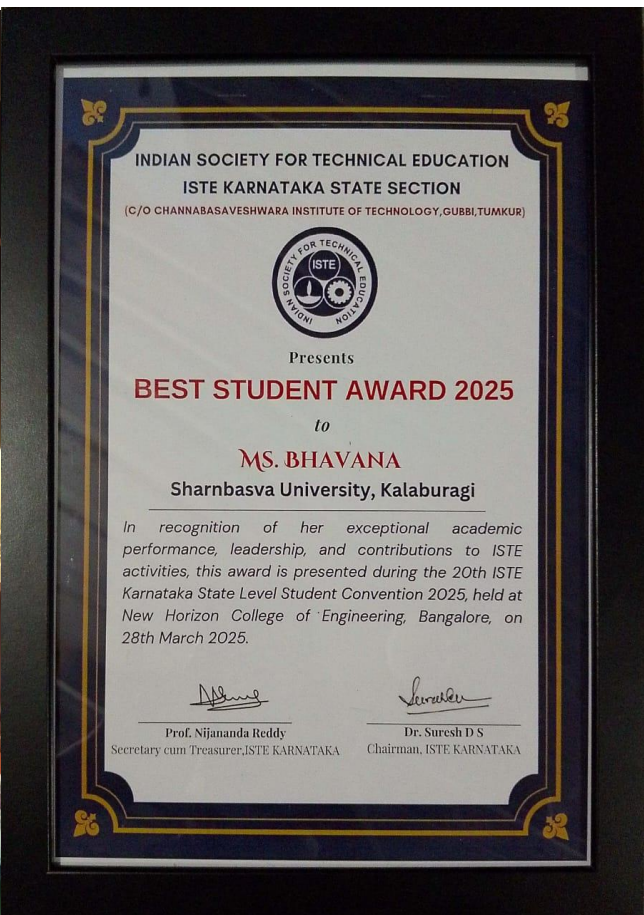 INDIAN SOCIETY FOR TECHNICAL EDUCATION
ISTE KARNATAKA STATE SECTION
(C/O CHANNABASAVESHWARA INSTITUTE OF TECHNOLOGY,GUBBI,TUMKUR)
INDIAN SOCIETY FOR TECHNICAL EDUCATION
ISTE
Presents
BEST STUDENT AWARD 2025
to
MS. BHAVANA
Sharnbasva University, Kalaburagi
In recognition of her exceptional academic
performance, leadership, and contributions to ISTE
activities, this award is presented during the 20th ISTE
Karnataka State Level Student Convention 2025, held at
New Horizon College of Engineering, Bangalore, on
28th March 2025.
Prof. Nijananda Reddy
Secretary cum Treasurer,ISTE KARNATAKA
Dr. Suresh D S
Chairman, ISTE KARNATAKA